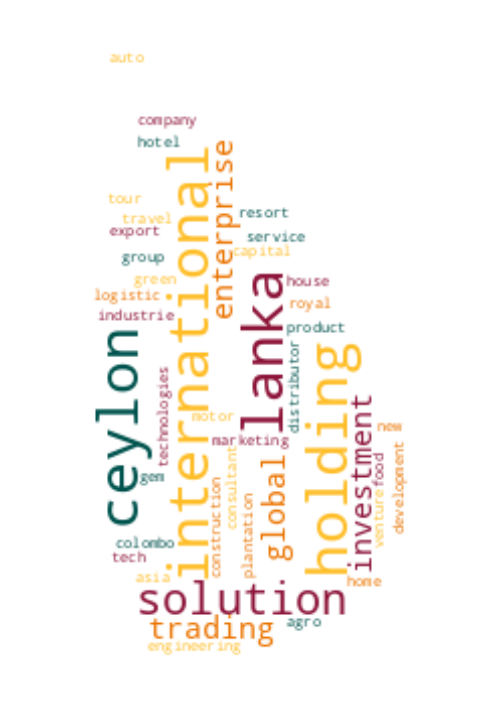 auto
company
hotel
international
enterprise
tour
travel
export
resort
service
group
capital
green
logistic
industrie
lanka
house
royal
product
ceylon
technologies
distributor
holding
motor
marketing
investment
new
gem
consultant
global
food
development
construction
plantation
venture
colombo
tech
asia
home
solution
trading
agro
engineering